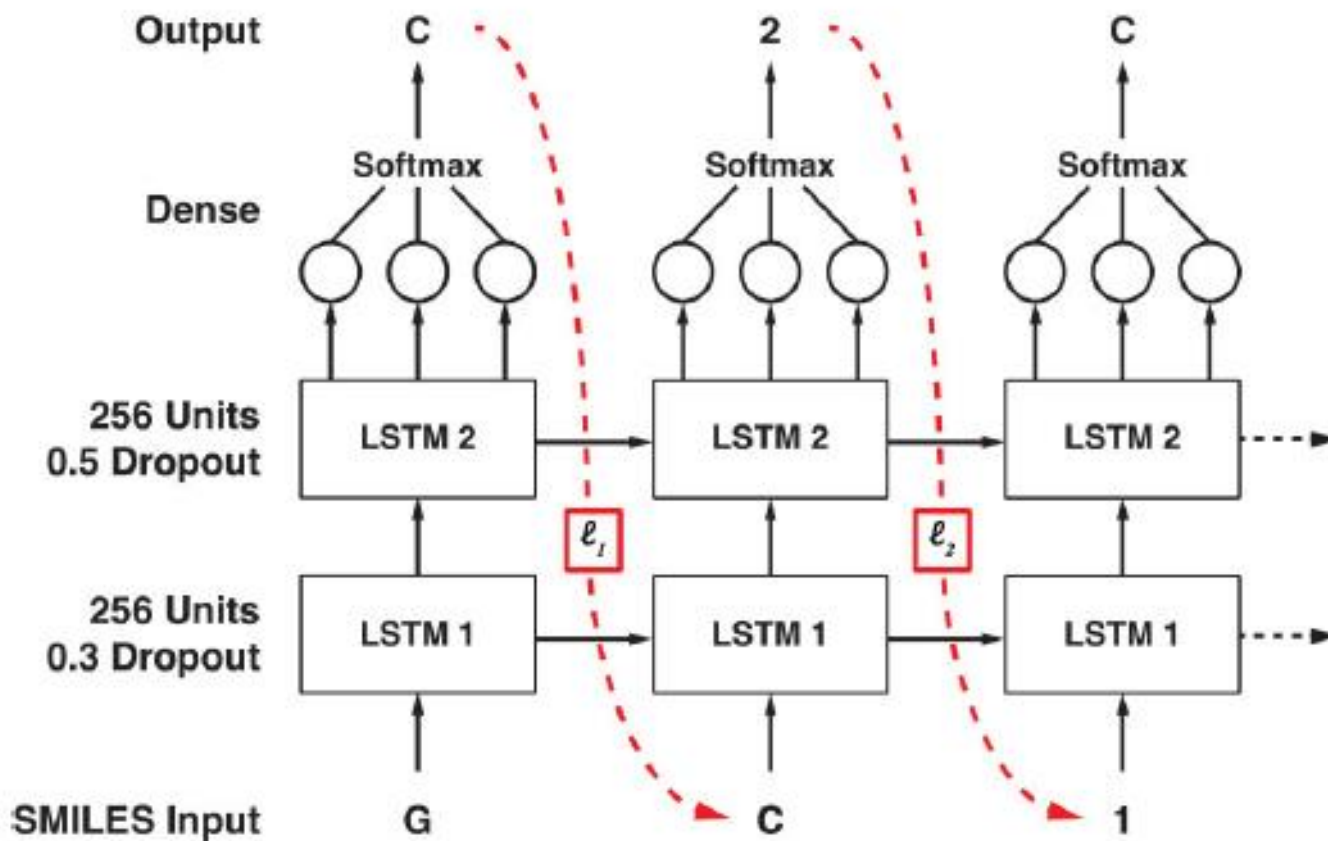 Output C 2 C
Softmax Softmax Softmax
Dense
256 Units
0.5 Dropout
LSTM 2 LSTM 2 LSTM 2
ℓ₁ ℓ₂
256 Units
0.3 Dropout
LSTM 1 LSTM 1 LSTM 1
SMILES Input G C 1